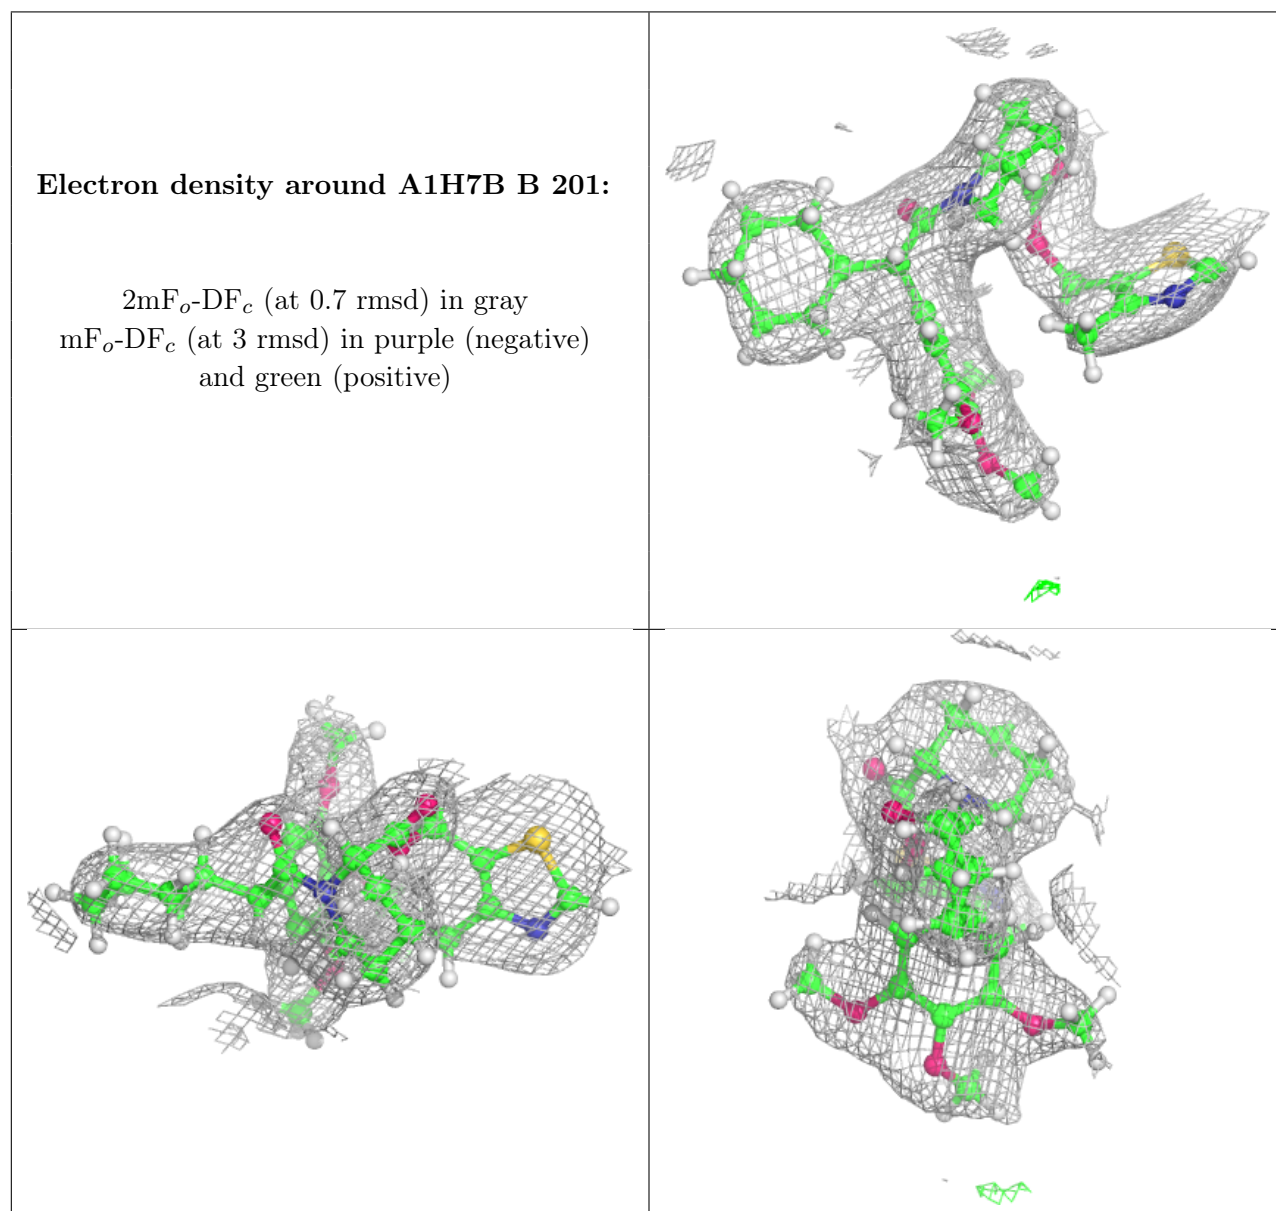 Electron density around A1H7B B 201:
2mFo-DFc (at 0.7 rmsd) in gray
mFo-DFc (at 3 rmsd) in purple (negative)
and green (positive)